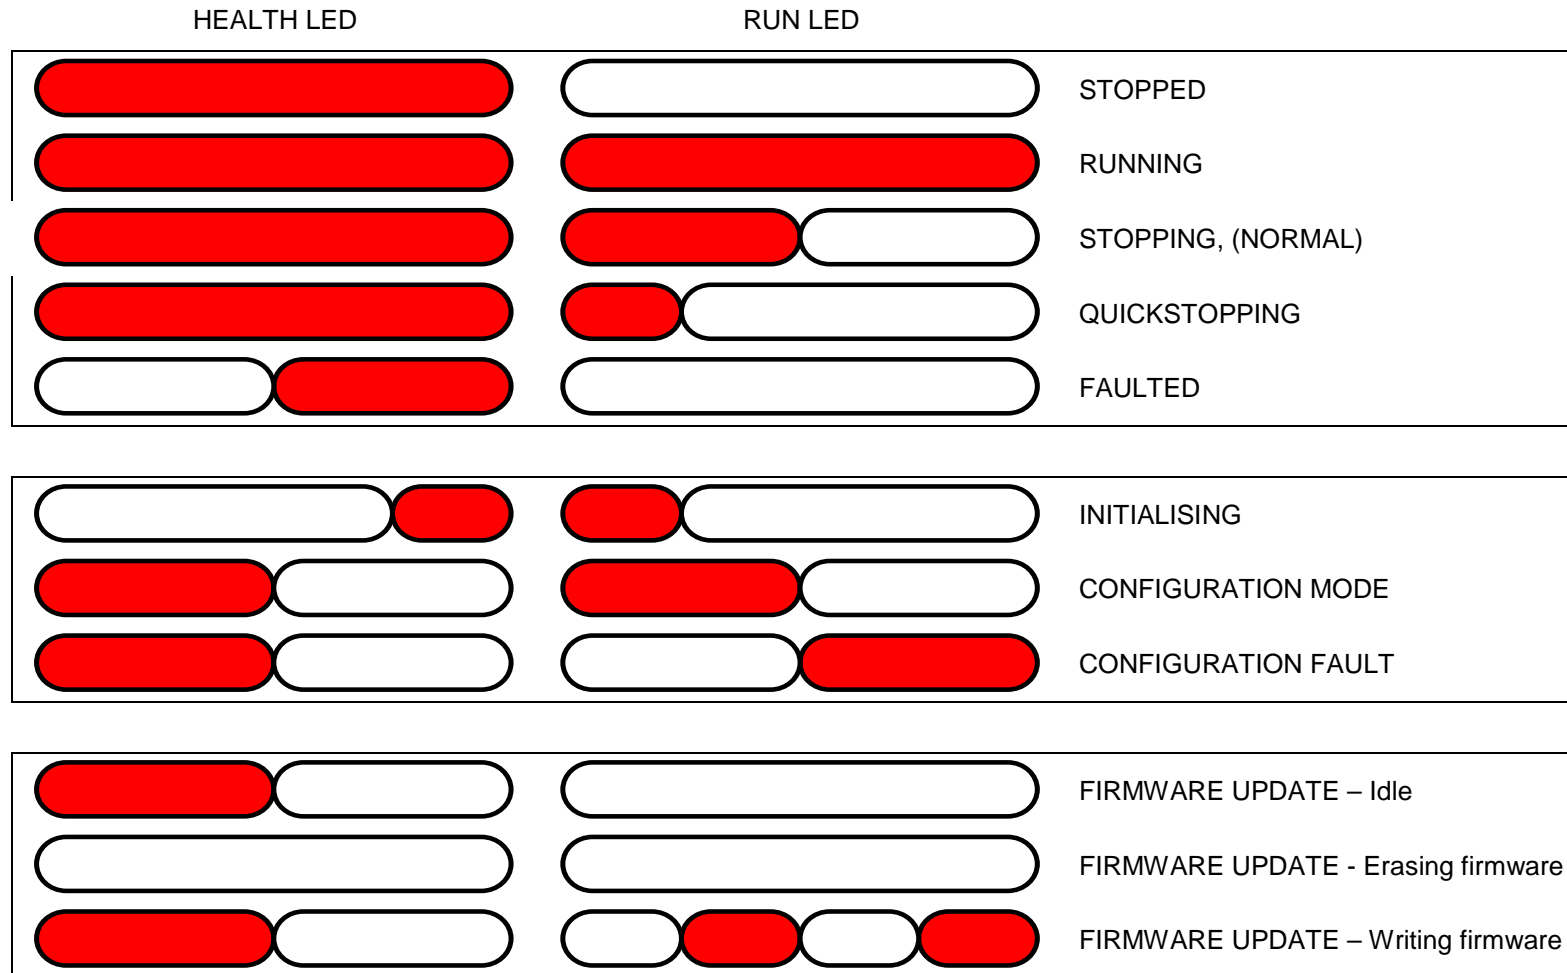 HEALTH LED RUN LED
STOPPED
RUNNING
STOPPING, (NORMAL)
QUICKSTOPPING
FAULTED
INITIALISING
CONFIGURATION MODE
CONFIGURATION FAULT
FIRMWARE UPDATE – Idle
FIRMWARE UPDATE - Erasing firmware
FIRMWARE UPDATE – Writing firmware